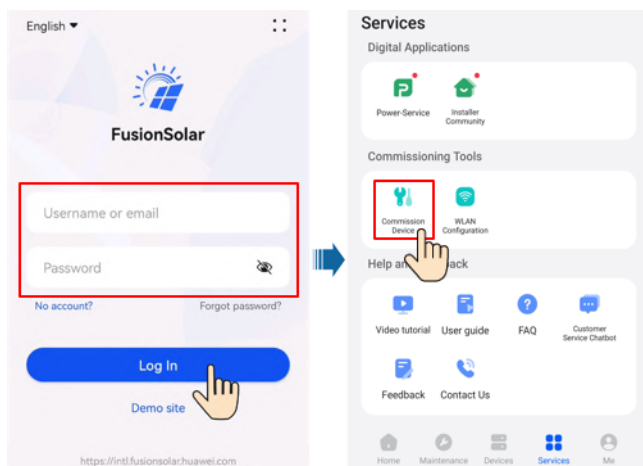 English
FusionSolar
Username or email
Password
No account? Forgot password?
Log In
Demo site
https://intl.fusionsolar.huawei.com
Services
Digital Applications
Power-Service
Installer
Community
Commissioning Tools
Commission
Device
WLAN
Configuration
Help an ck
Video tutorial User guide FAQ Customer
Service Chatbot
Feedback Contact Us
Home Maintenance Devices Services Me